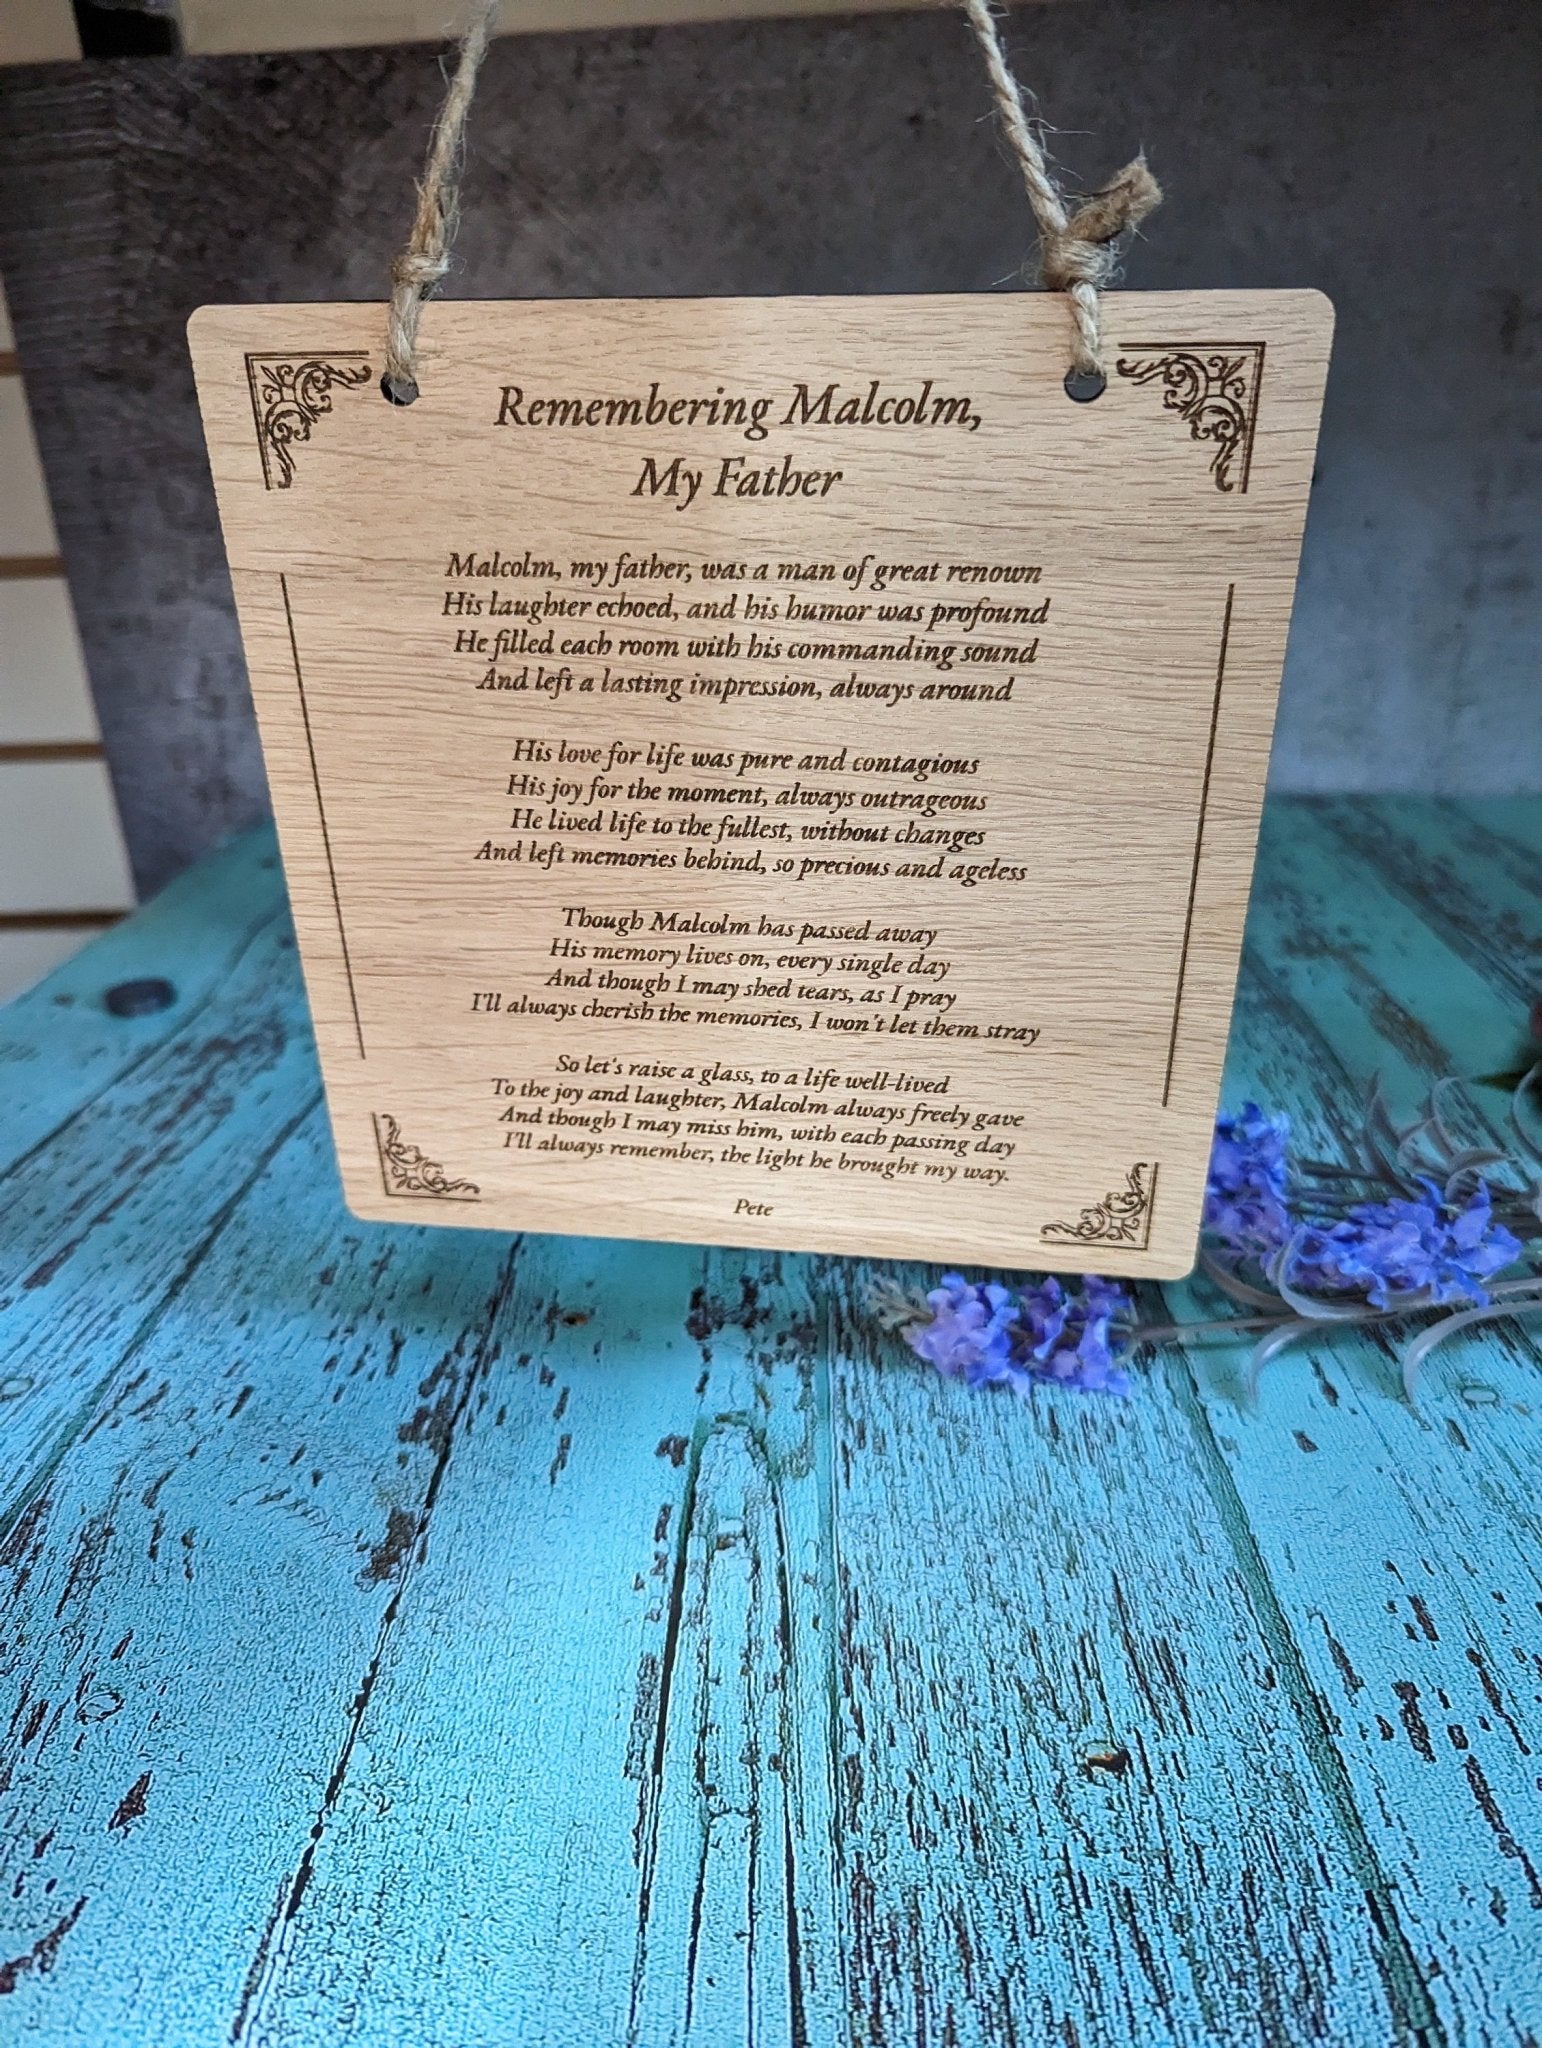 Remembering Malcolm,
My Father
Malcolm, my father, was a man of great renown
His laughter echoed, and his humor was profound
He filled each room with his commanding sound
And left a lasting impression, always around
His love for life was pure and contagious
His joy for the moment, always outrageous
He lived life to the fullest, without changes
And left memories behind, so precious and ageless
Though Malcolm has passed away
His memory lives on, every single day
And though I may shed tears, as I pray
I'll always cherish the memories, I won't let them stray
So let's raise a glass, to a life well-lived
To the joy and laughter, Malcolm always freely gave
And though I may miss him, with each passing day
I'll always remember, the light he brought my way.
Pete